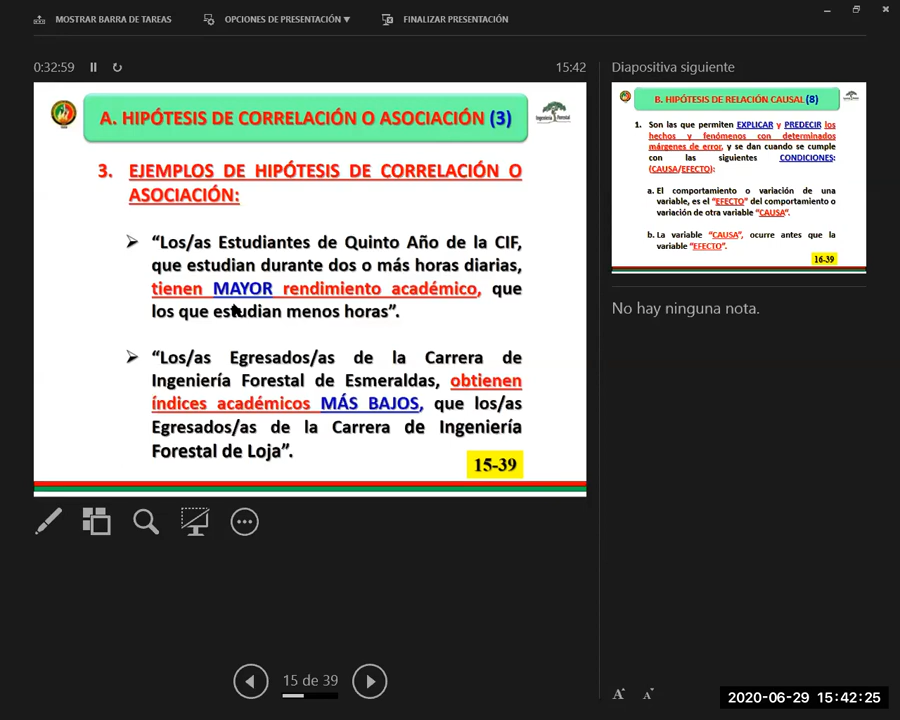 MOSTRAR BARRA DE TAREAS
OPCIONES DE PRESENTACIÓN ▼
FINALIZAR PRESENTACIÓN
0:32:59
15:42
A. HIPÓTESIS DE CORRELACIÓN O ASOCIACIÓN (3)
Ingeniería Forestal
3. EJEMPLOS DE HIPÓTESIS DE CORRELACIÓN O
ASOCIACIÓN:
➢ “Los/as Estudiantes de Quinto Año de la CIF,
que estudian durante dos o más horas diarias,
tienen MAYOR rendimiento académico, que
los que estudian menos horas”.
➢ “Los/as Egresados/as de la Carrera de
Ingeniería Forestal de Esmeraldas, obtienen
índices académicos MÁS BAJOS, que los/as
Egresados/as de la Carrera de Ingeniería
Forestal de Loja”.
15-39
Diapositiva siguiente
B. HIPÓTESIS DE RELACIÓN CAUSAL (8)
1. Son las que permiten EXPLICAR y PREDECIR los
hechos y fenómenos con determinados
márgenes de error, y se dan cuando se cumple
con las siguientes CONDICIONES:
(CAUSA/EFECTO):
a. El comportamiento o variación de una
variable, es el “EFECTO” del comportamiento o
variación de otra variable “CAUSA”.
b. La variable “CAUSA”, ocurre antes que la
variable “EFECTO”.
16-39
No hay ninguna nota.
15 de 39
A A
2020-06-29 15:42:25